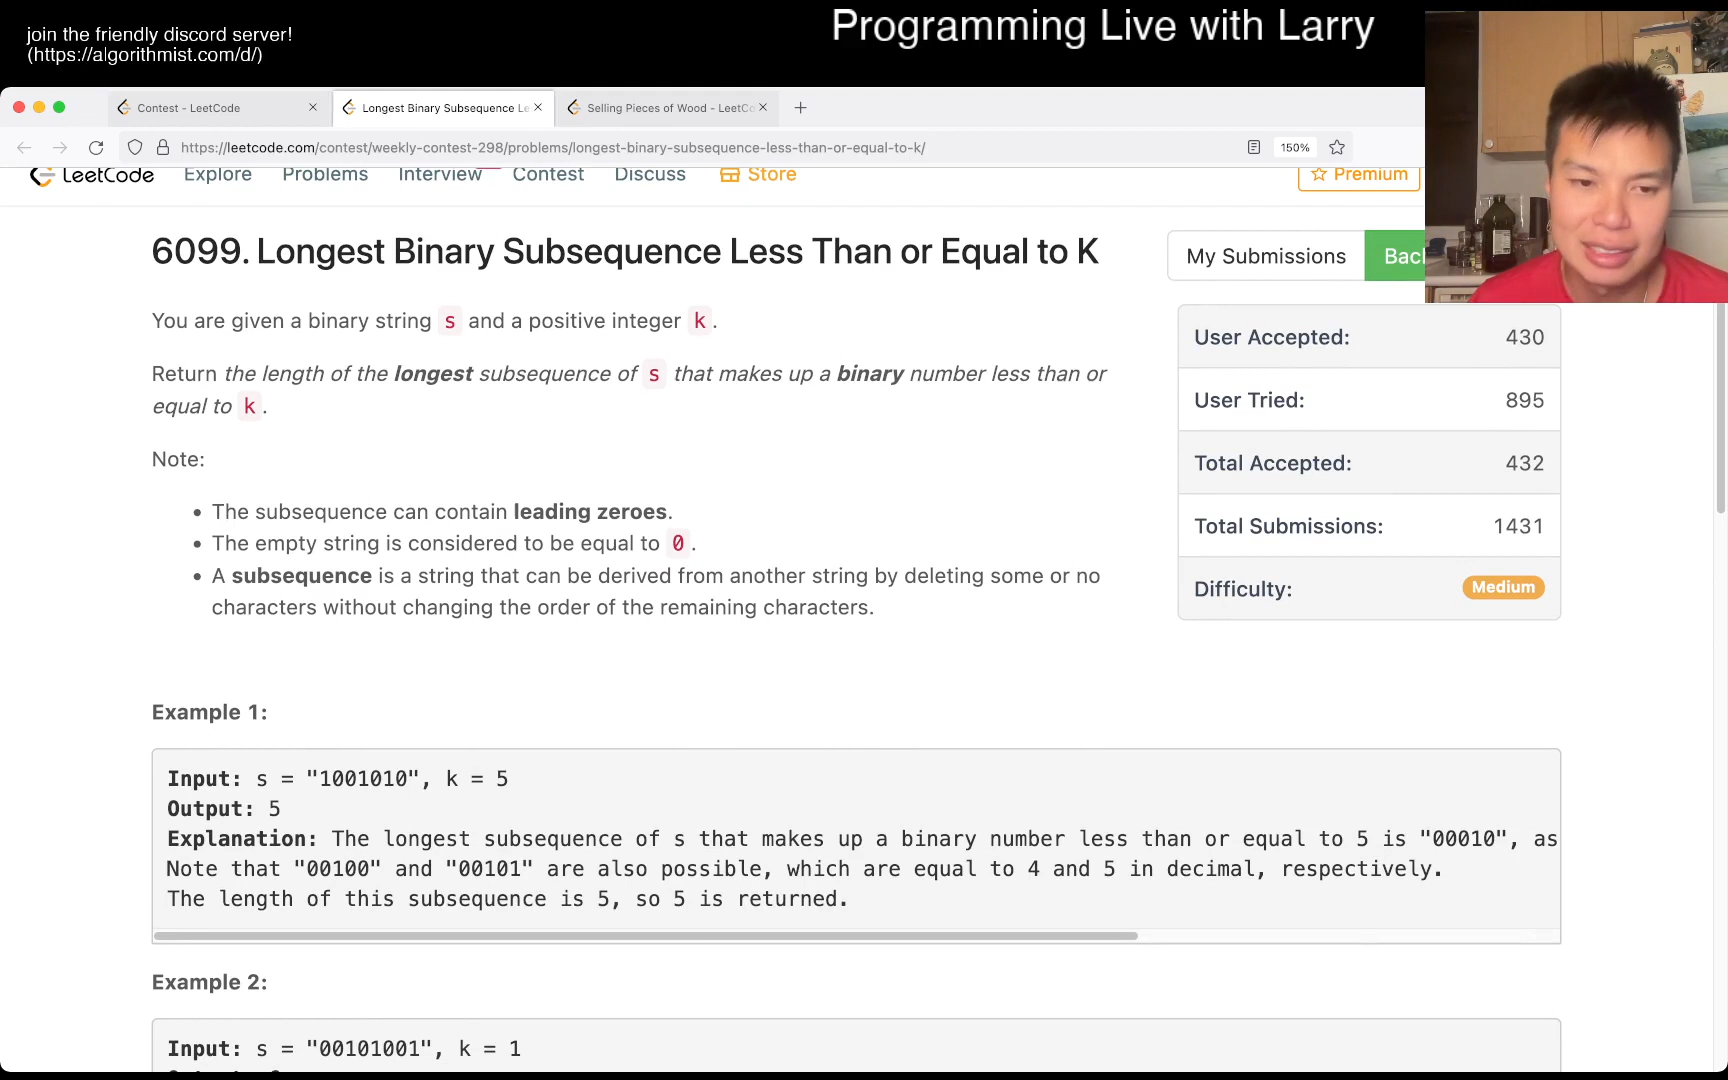 join the friendly discord server!
(https://algorithmist.com/d/)
Programming Live with Larry
Contest - LeetCode
Longest Binary Subsequence Le
Selling Pieces of Wood - LeetCo
https://leetcode.com/contest/weekly-contest-298/problems/longest-binary-subsequence-less-than-or-equal-to-k/
150%
LeetCode
Explore
Problems
Interview
Contest
Discuss
Store
Premium
6099. Longest Binary Subsequence Less Than or Equal to K
My Submissions
Bac
You are given a binary string s and a positive integer k.
Return the length of the longest subsequence of s that makes up a binary number less than or
equal to k.
Note:
• The subsequence can contain leading zeroes.
• The empty string is considered to be equal to 0.
• A subsequence is a string that can be derived from another string by deleting some or no
characters without changing the order of the remaining characters.
User Accepted: 430
User Tried: 895
Total Accepted: 432
Total Submissions: 1431
Difficulty: Medium
Example 1:
Input: s = "1001010", k = 5
Output: 5
Explanation: The longest subsequence of s that makes up a binary number less than or equal to 5 is "00010", as
Note that "00100" and "00101" are also possible, which are equal to 4 and 5 in decimal, respectively.
The length of this subsequence is 5, so 5 is returned.
Example 2:
Input: s = "00101001", k = 1